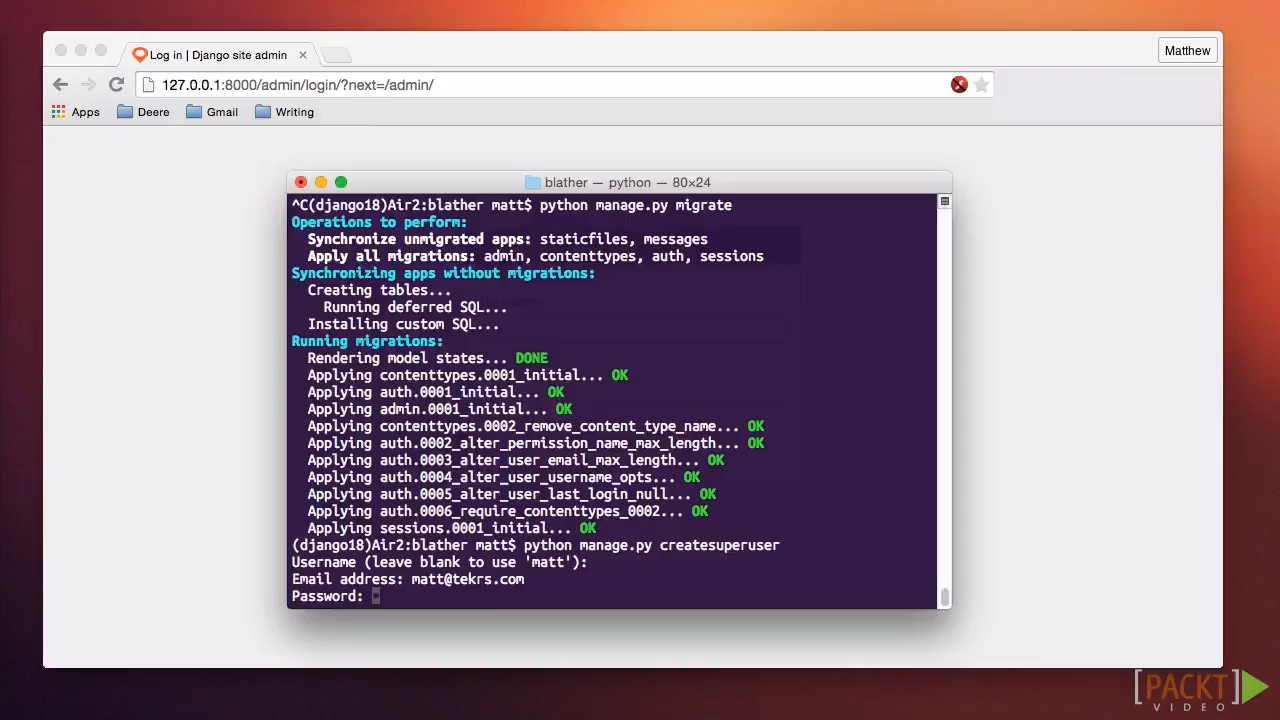 Log in | Django site admin
Matthew
127.0.0.1:8000/admin/login/?next=/admin/
Apps Deere Gmail Writing
blather — python — 80×24
^C(django18)Air2:blather matt$ python manage.py migrate
Operations to perform:
Synchronize unmigrated apps: staticfiles, messages
Apply all migrations: admin, contenttypes, auth, sessions
Synchronizing apps without migrations:
Creating tables...
Running deferred SQL...
Installing custom SQL...
Running migrations:
Rendering model states... DONE
Applying contenttypes.0001_initial... OK
Applying auth.0001_initial... OK
Applying admin.0001_initial... OK
Applying contenttypes.0002_remove_content_type_name... OK
Applying auth.0002_alter_permission_name_max_length... OK
Applying auth.0003_alter_user_email_max_length... OK
Applying auth.0004_alter_user_username_opts... OK
Applying auth.0005_alter_user_last_login_null... OK
Applying auth.0006_require_contenttypes_0002... OK
Applying sessions.0001_initial... OK
(django18)Air2:blather matt$ python manage.py createsuperuser
Username (leave blank to use 'matt'):
Email address: matt@tekrs.com
Password:
[PACKT]
VIDEO